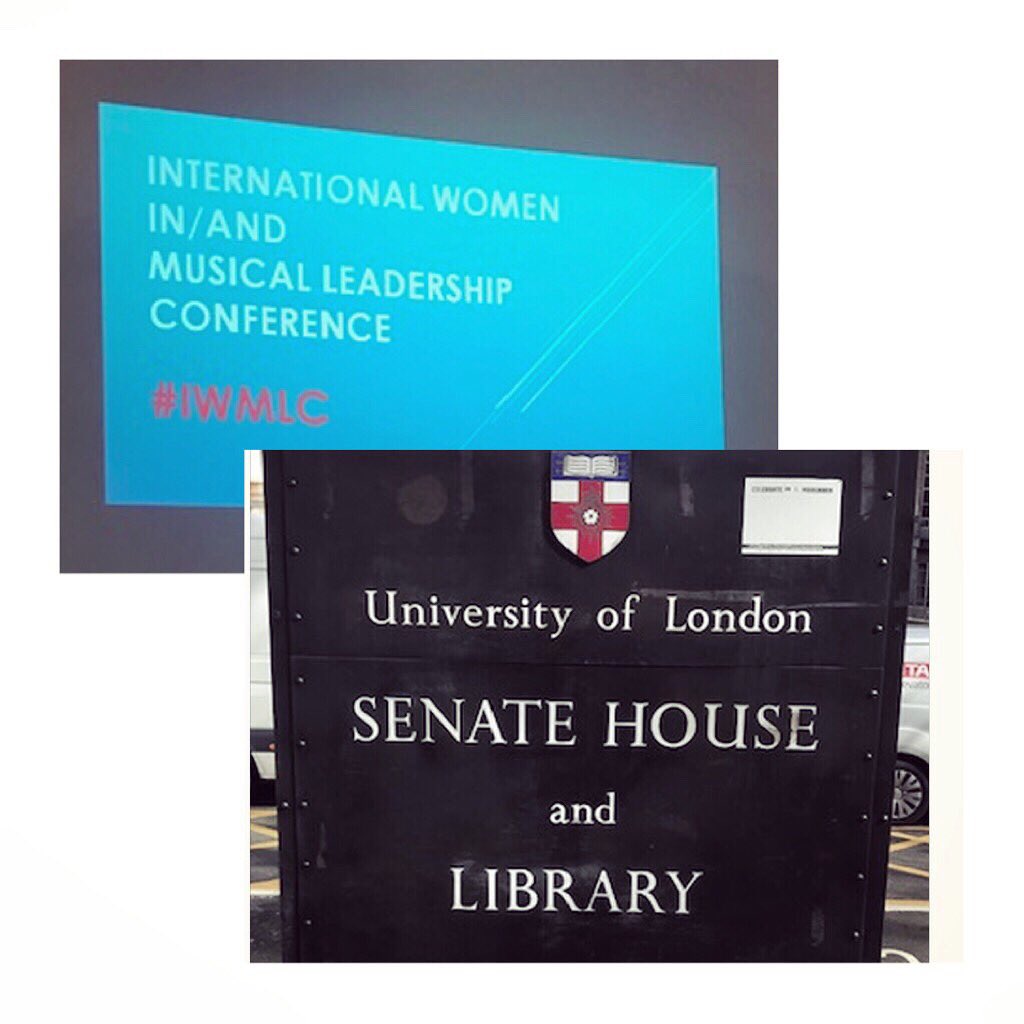 INTERNATIONAL WOMEN
IN/AND
MUSICAL LEADERSHIP
CONFERENCE
#IWMLC
University of London
SENATE HOUSE
and
LIBRARY